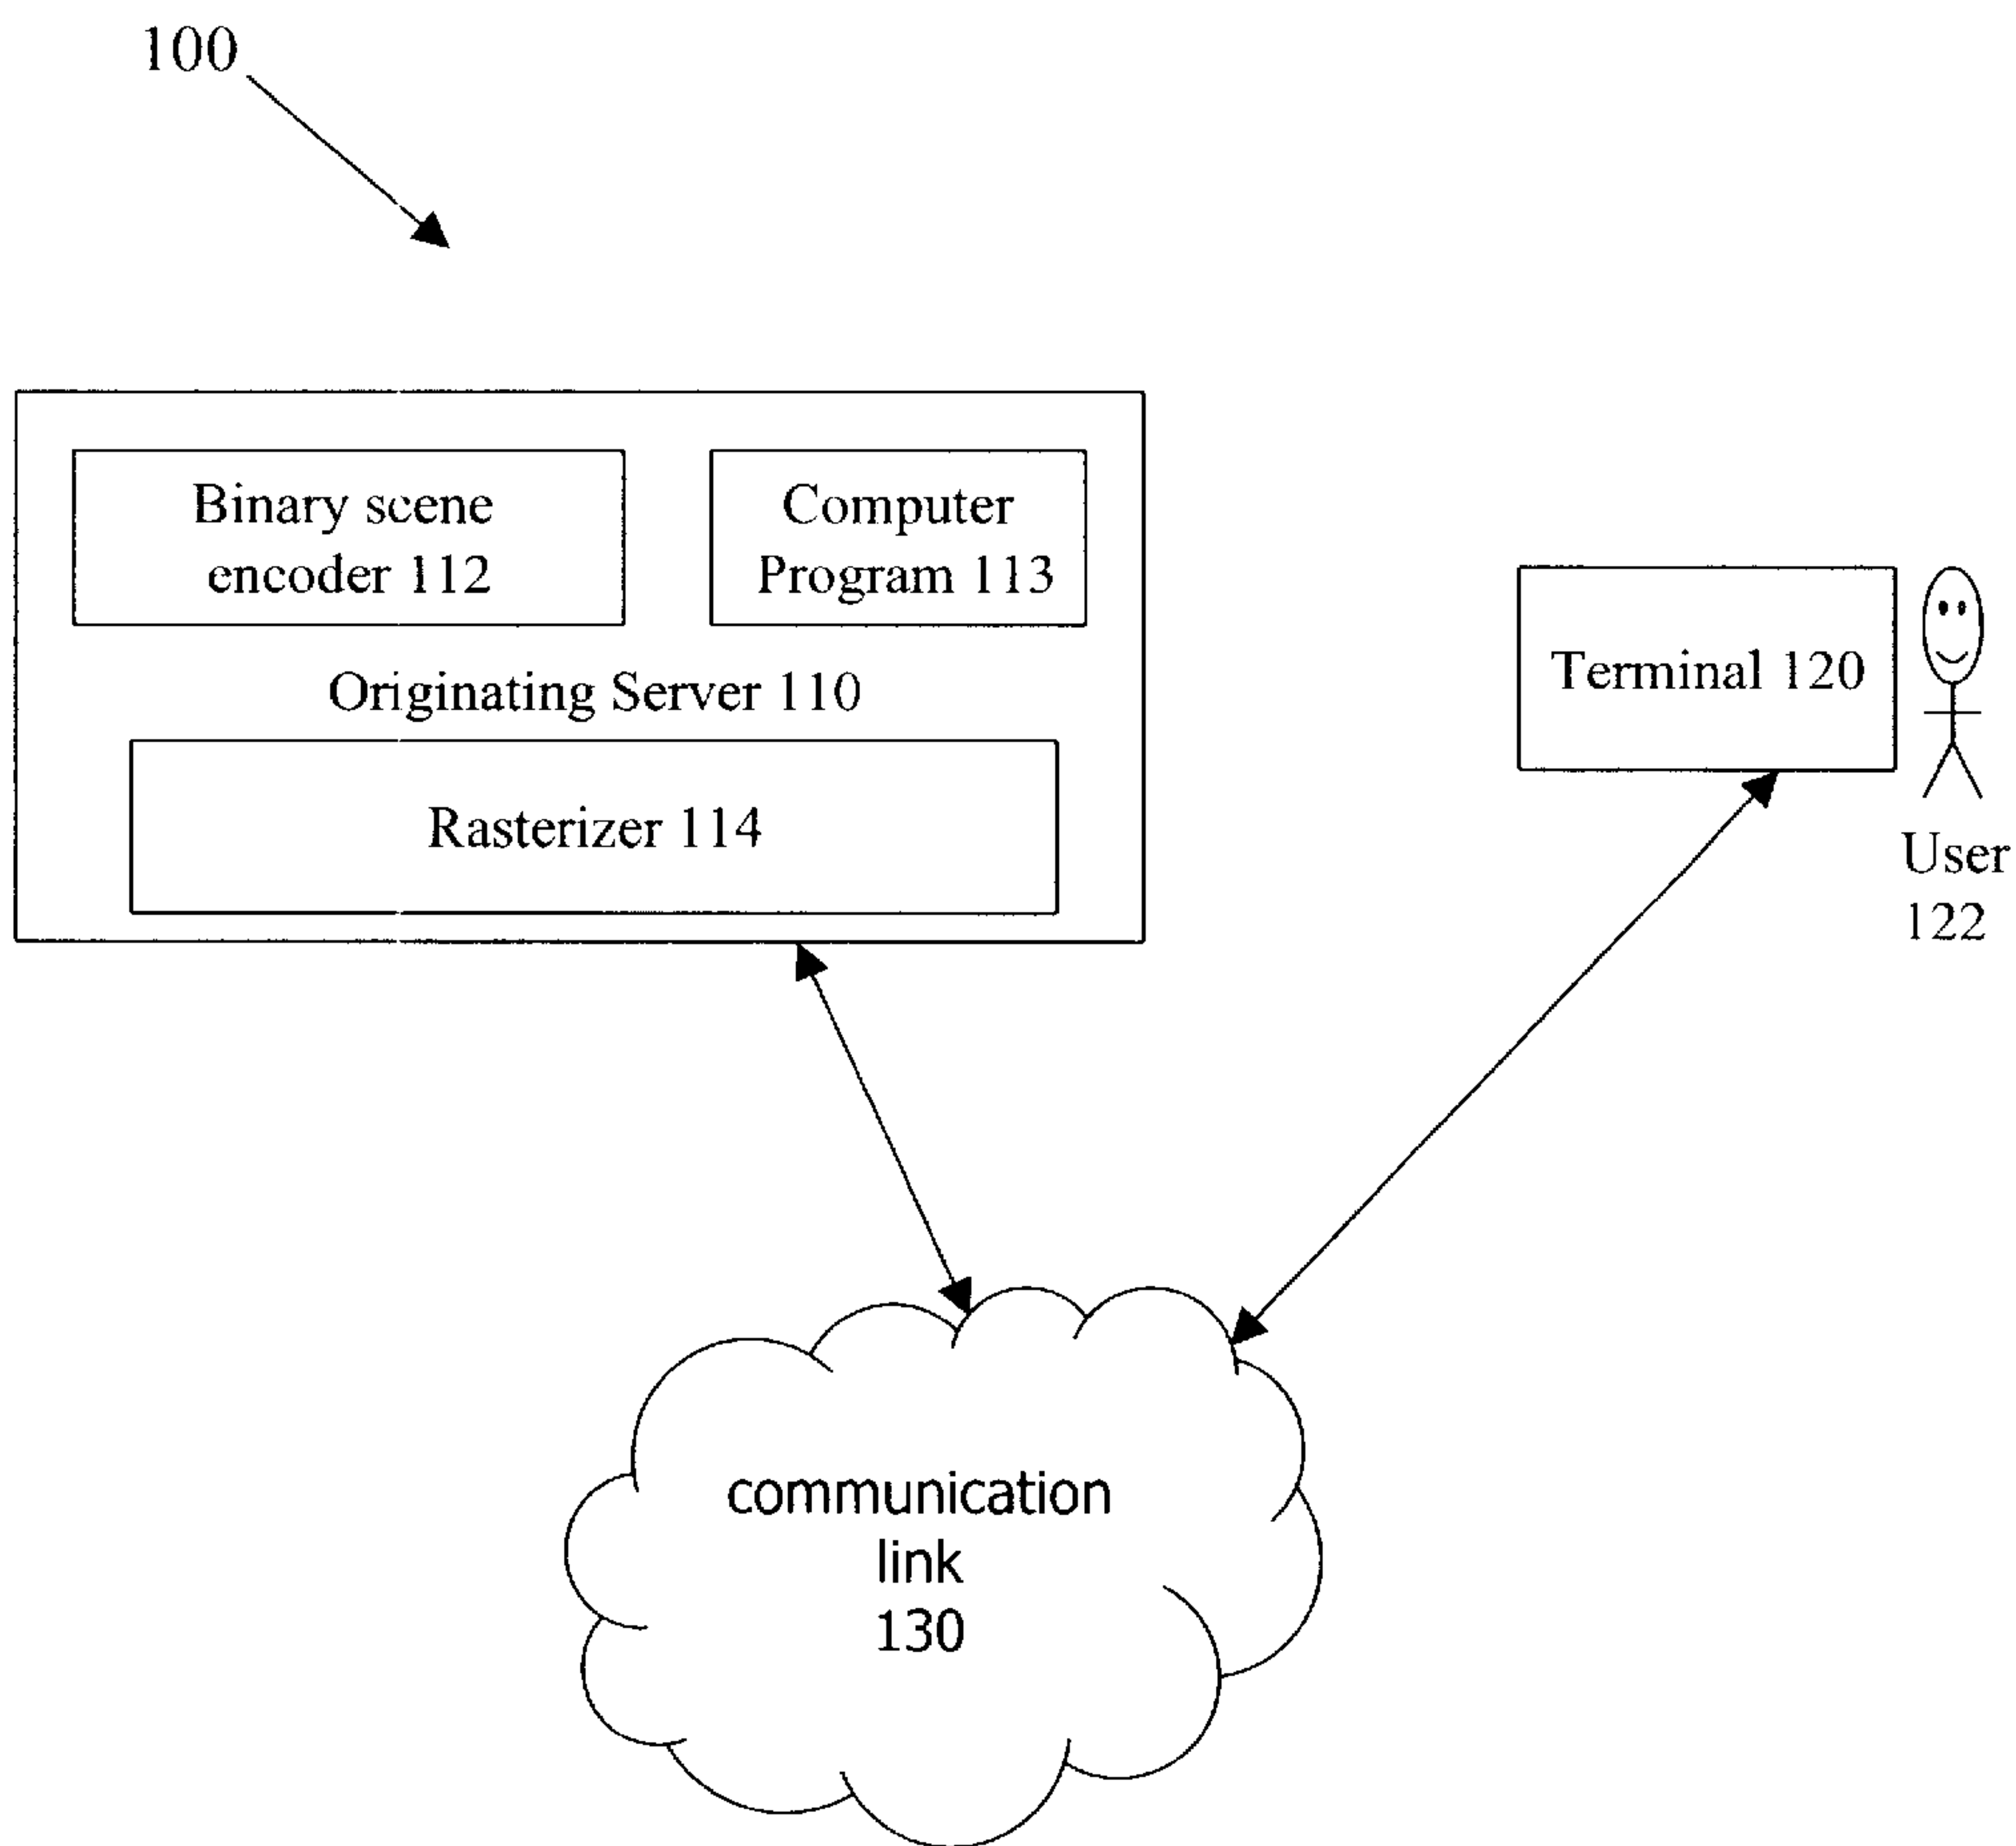 100
Binary scene
encoder 112
Computer
Program 113
Originating Server 110
Rasterizer 114
Terminal 120
User
122
communication
link
130